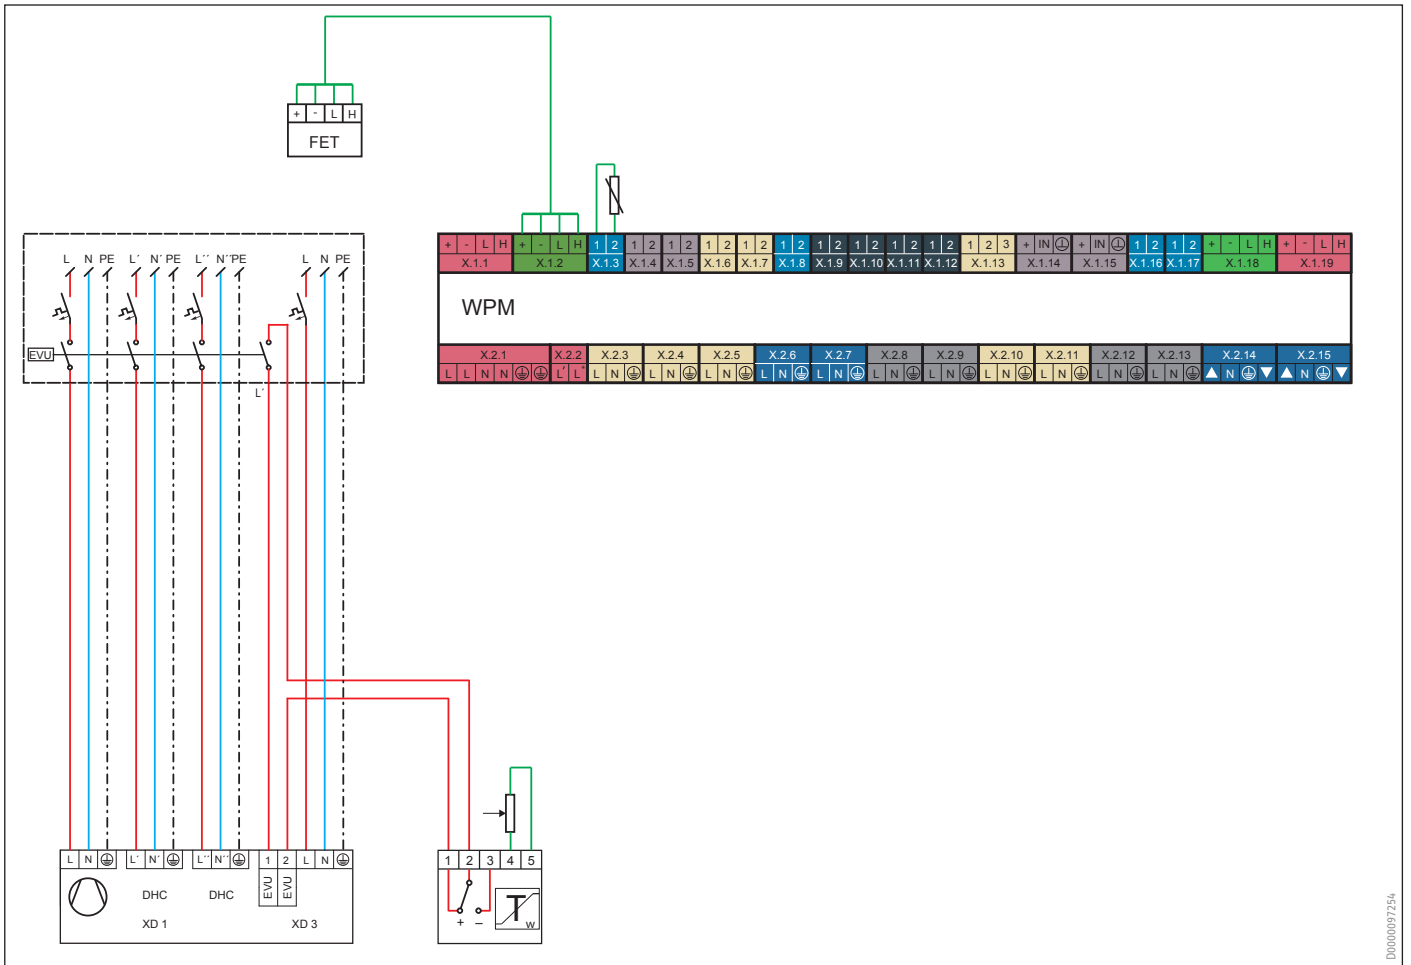 + - L H
FET
+ - L H + - L H 1 2 1 2 1 2 1 2 1 2 1 2 1 2 1 2 1 2 1 2 1 2 3 + IN + IN 1 2 1 2 + - L H + - L H
X.1.1 X.1.2 X.1.3 X.1.4 X.1.5 X.1.6 X.1.7 X.1.8 X.1.9 X.1.10 X.1.11 X.1.12 X.1.13 X.1.14 X.1.15 X.1.16 X.1.17 X.1.18 X.1.19
WPM
X.2.1 X.2.2 X.2.3 X.2.4 X.2.5 X.2.6 X.2.7 X.2.8 X.2.9 X.2.10 X.2.11 X.2.12 X.2.13 X.2.14 X.2.15
L L N N L' L* L N L N L N L N L N L N L N L N L N L N L N N N
L N PE L´ N´ PE L´´ N´´ PE L N PE
EVU
L´
L N L´ N´ L´´ N´´ 1 2 L N
EVU EVU
DHC DHC
XD 1 XD 3
1 2 3 4 5
+ –
T
w
D0000097254